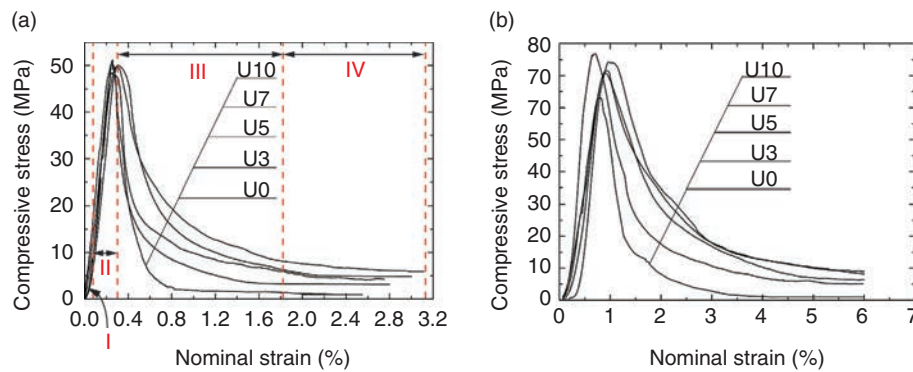 (a)
Compressive stress (MPa)
50
40
30
20
10
0
III
IV
II
I
U10
U7
U5
U3
U0
0.0 0.4 0.8 1.2 1.6 2.0 2.4 2.8 3.2
Nominal strain (%)
(b)
Compressive stress (MPa)
80
70
50
40
30
20
15
10
0
U10
U7
U5
U3
U0
0 1 2 3 4 5 6 7
Nominal strain (%)